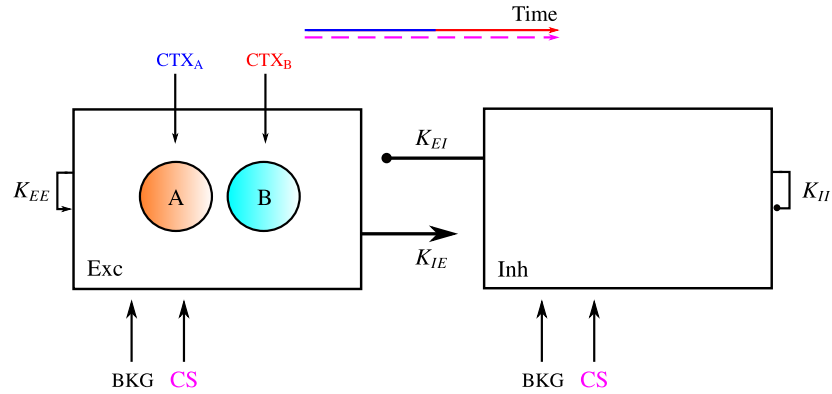 Time
CTX_A CTX_B
K_EI
K_EE A B K_II
K_IE
Exc Inh
BKG CS BKG CS